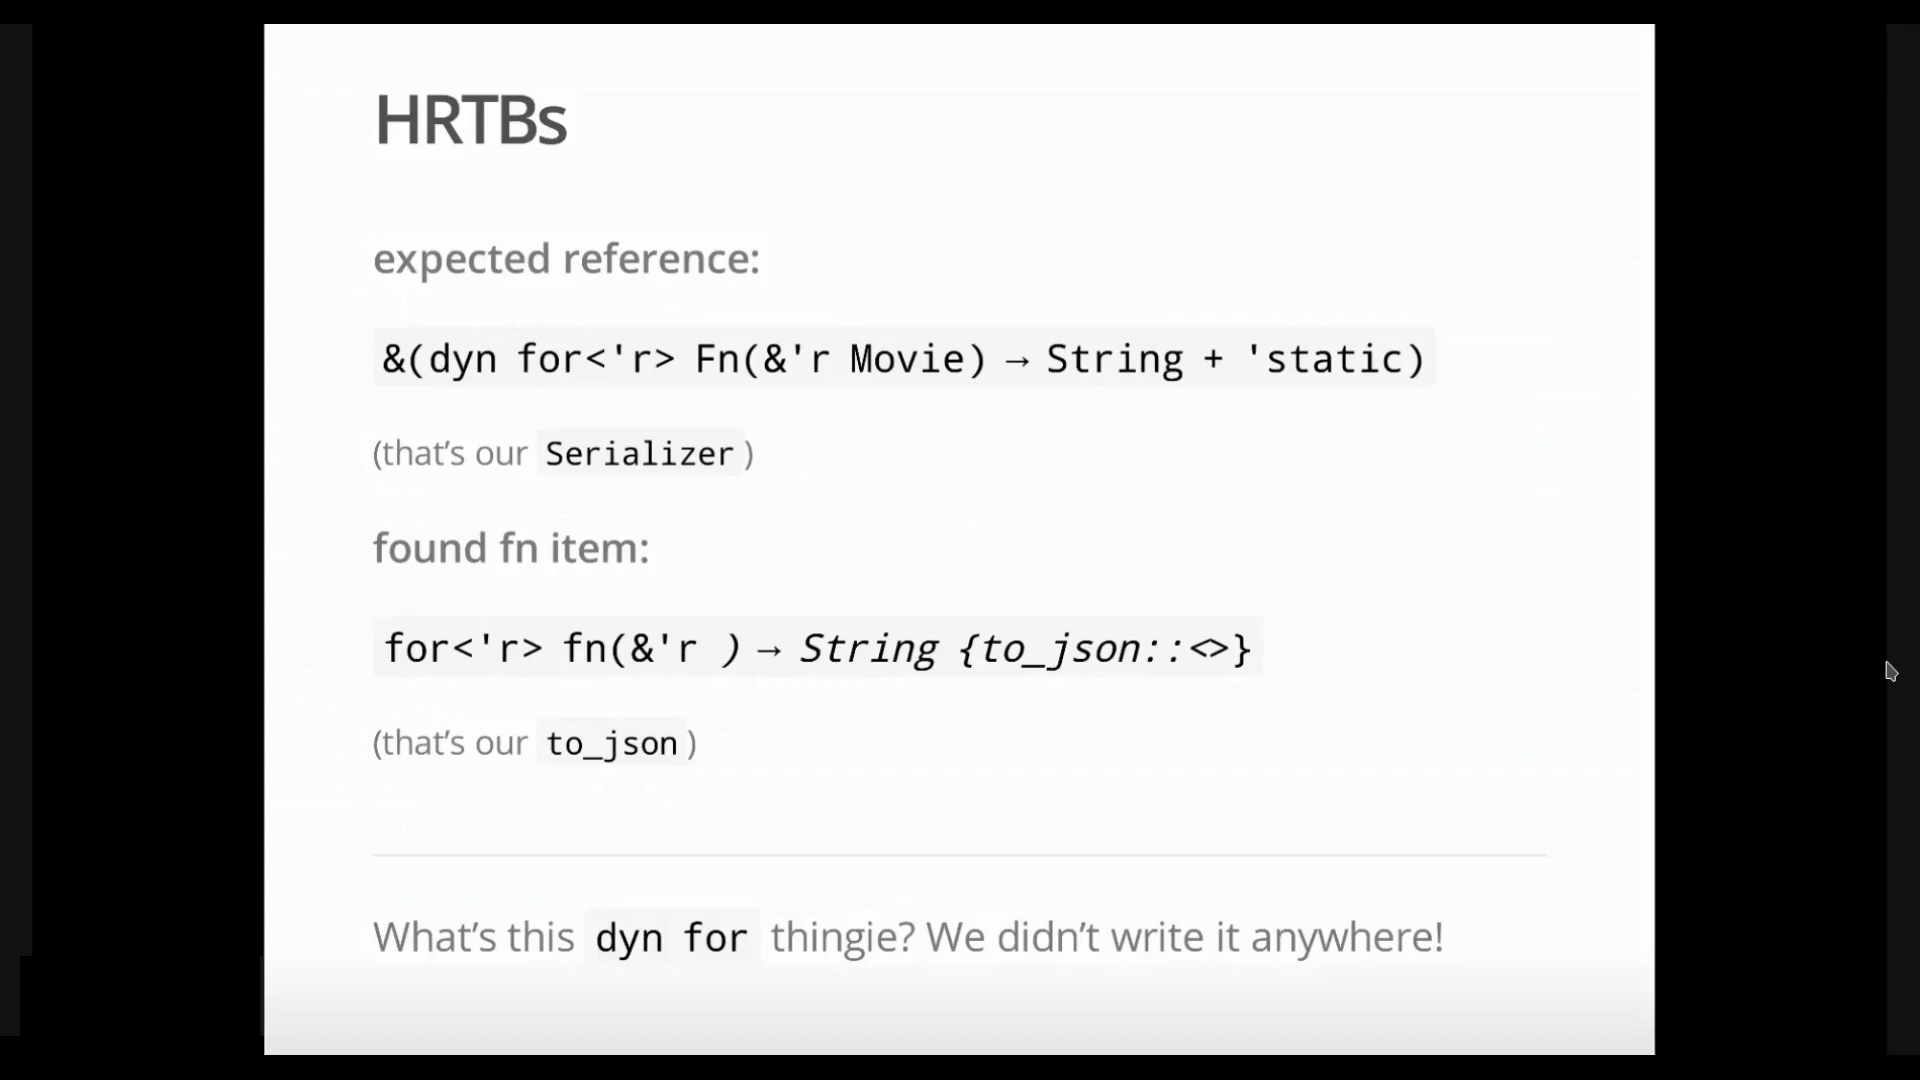 HRTBs
expected reference:
&(dyn for<'r> Fn(&'r Movie) → String + 'static)
(that’s our Serializer)
found fn item:
for<'r> fn(&'r ) → String {to_json::<>}
(that’s our to_json)
What’s this dyn for thingie? We didn’t write it anywhere!